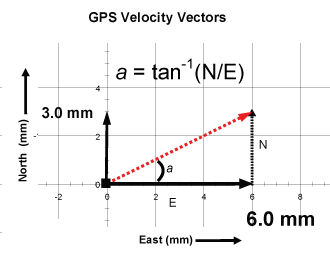 GPS Velocity Vectors
a = tan⁻¹(N/E)
4
3.0 mm
2
N
a
0
-2
2
4
6
8
E
6.0 mm
North (mm)
East (mm)